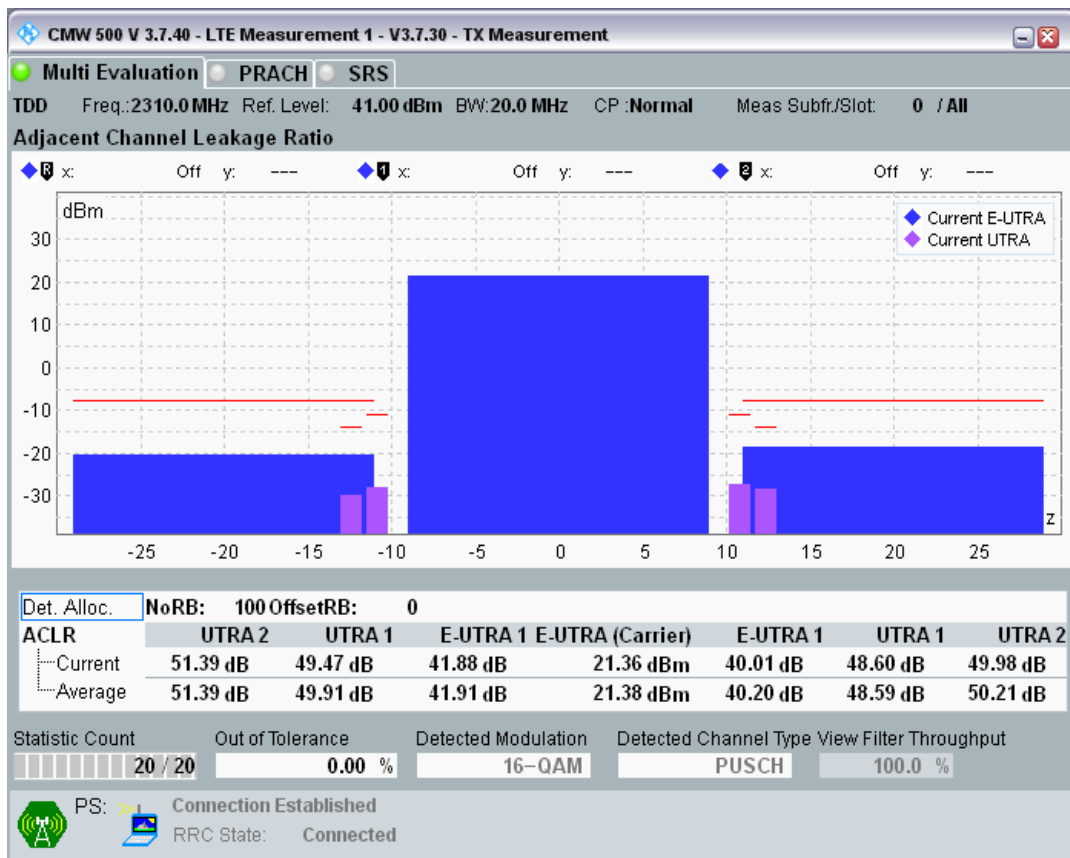 CMW 500 V 3.7.40 - LTE Measurement 1 - V3.7.30 - TX Measurement
Multi Evaluation PRACH SRS
TDD Freq.:2310.0 MHz Ref. Level: 41.00 dBm BW:20.0 MHz CP :Normal Meas Subfr./Slot: 0 / All
Adjacent Channel Leakage Ratio
R x: Off y: --- 1 x: Off y: --- 2 x: Off y: ---
dBm
Current E-UTRA
Current UTRA
30
20
10
0
-10
-20
-30
z
-25 -20 -15 -10 -5 0 5 10 15 20 25
Det. Alloc. NoRB: 100 OffsetRB: 0
ACLR UTRA 2 UTRA 1 E-UTRA 1 E-UTRA (Carrier) E-UTRA 1 UTRA 1 UTRA 2
Current 51.39 dB 49.47 dB 41.88 dB 21.36 dBm 40.01 dB 48.60 dB 49.98 dB
Average 51.39 dB 49.91 dB 41.91 dB 21.38 dBm 40.20 dB 48.59 dB 50.21 dB
Statistic Count Out of Tolerance Detected Modulation Detected Channel Type View Filter Throughput
20 / 20 0.00 % 16-QAM PUSCH 100.0 %
PS: Connection Established
RRC State: Connected